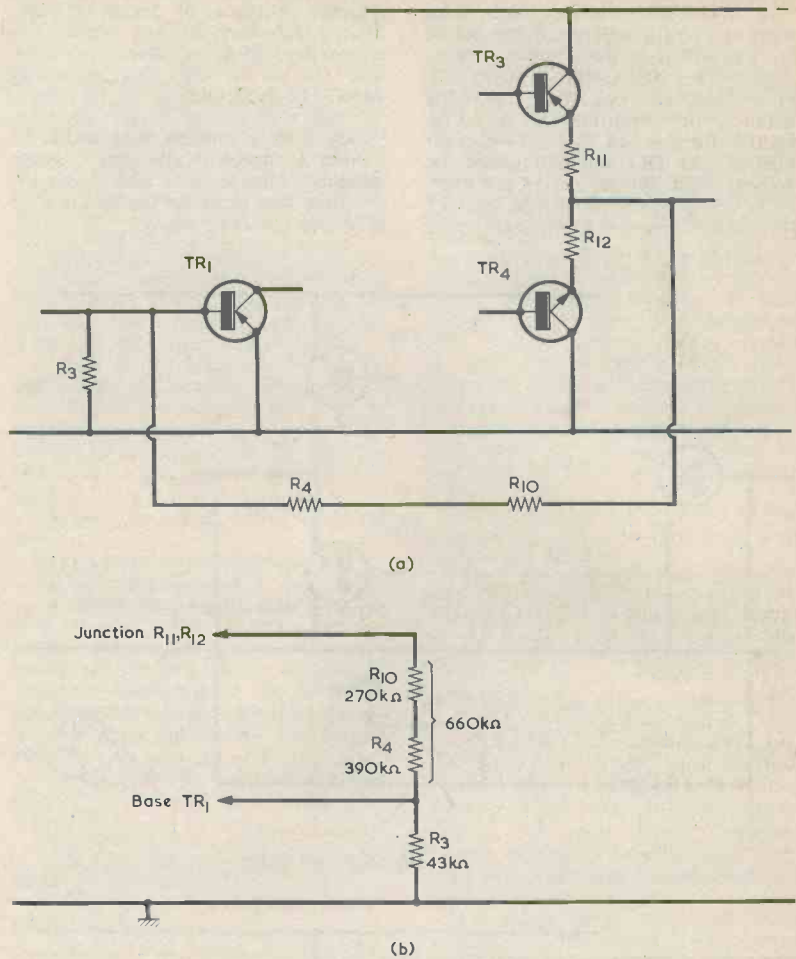 −
TR3
R11
R12
TR1
TR4
R3
R4
R10
(a)
Junction R11,R12
R10
270kΩ
660kΩ
R4
390kΩ
Base TR1
R3
43kΩ
(b)